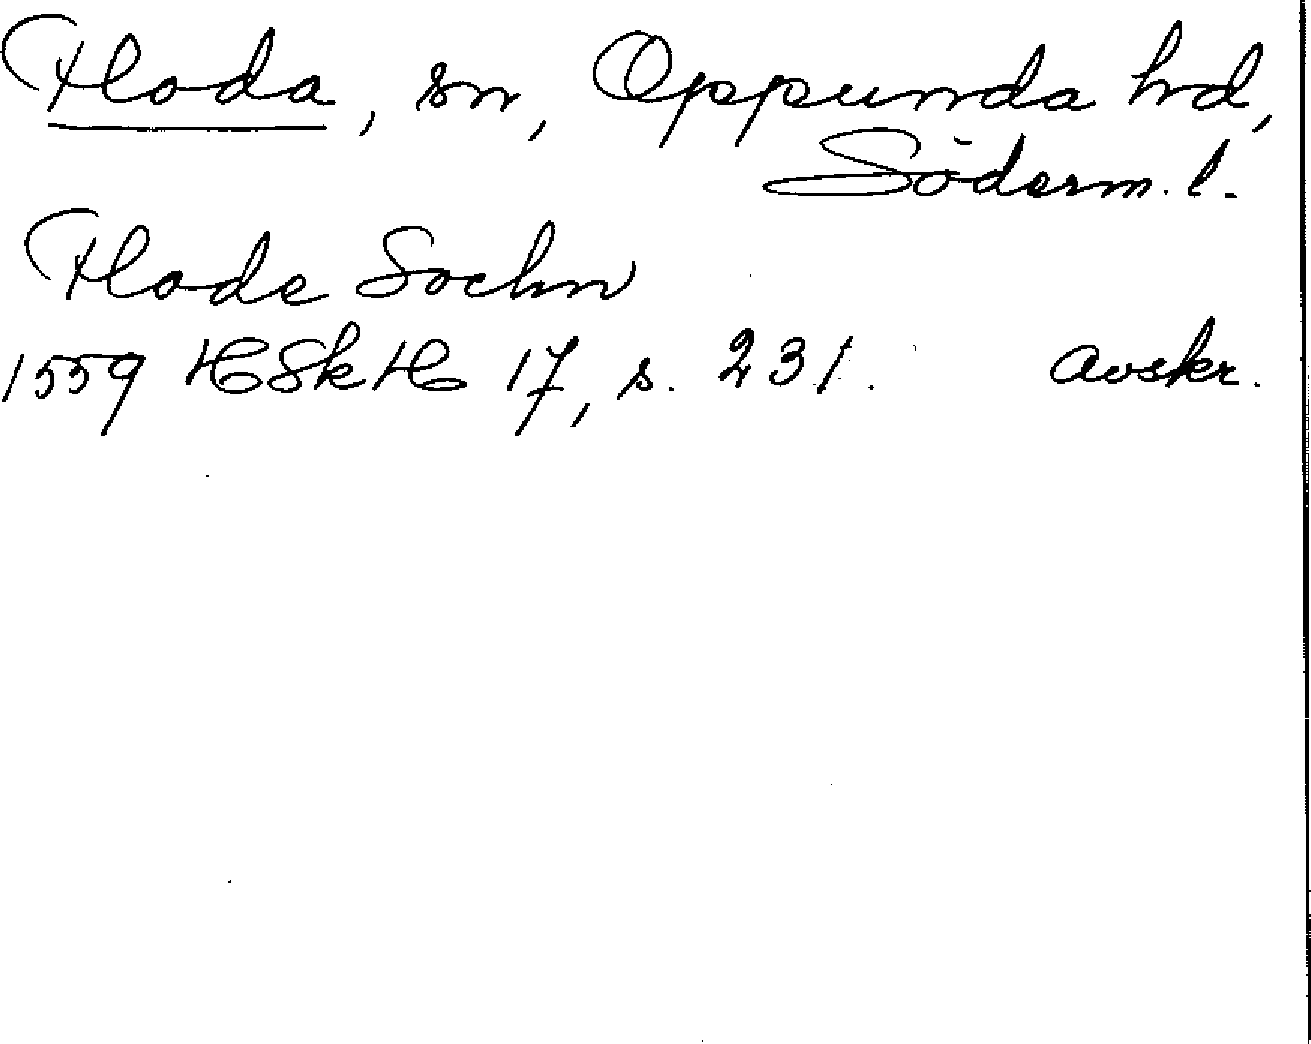 Floda, sn, Oppunda hd,
Söderm. l.
Flode Sochn
1559 HSkH 17, s. 231. Avskr.